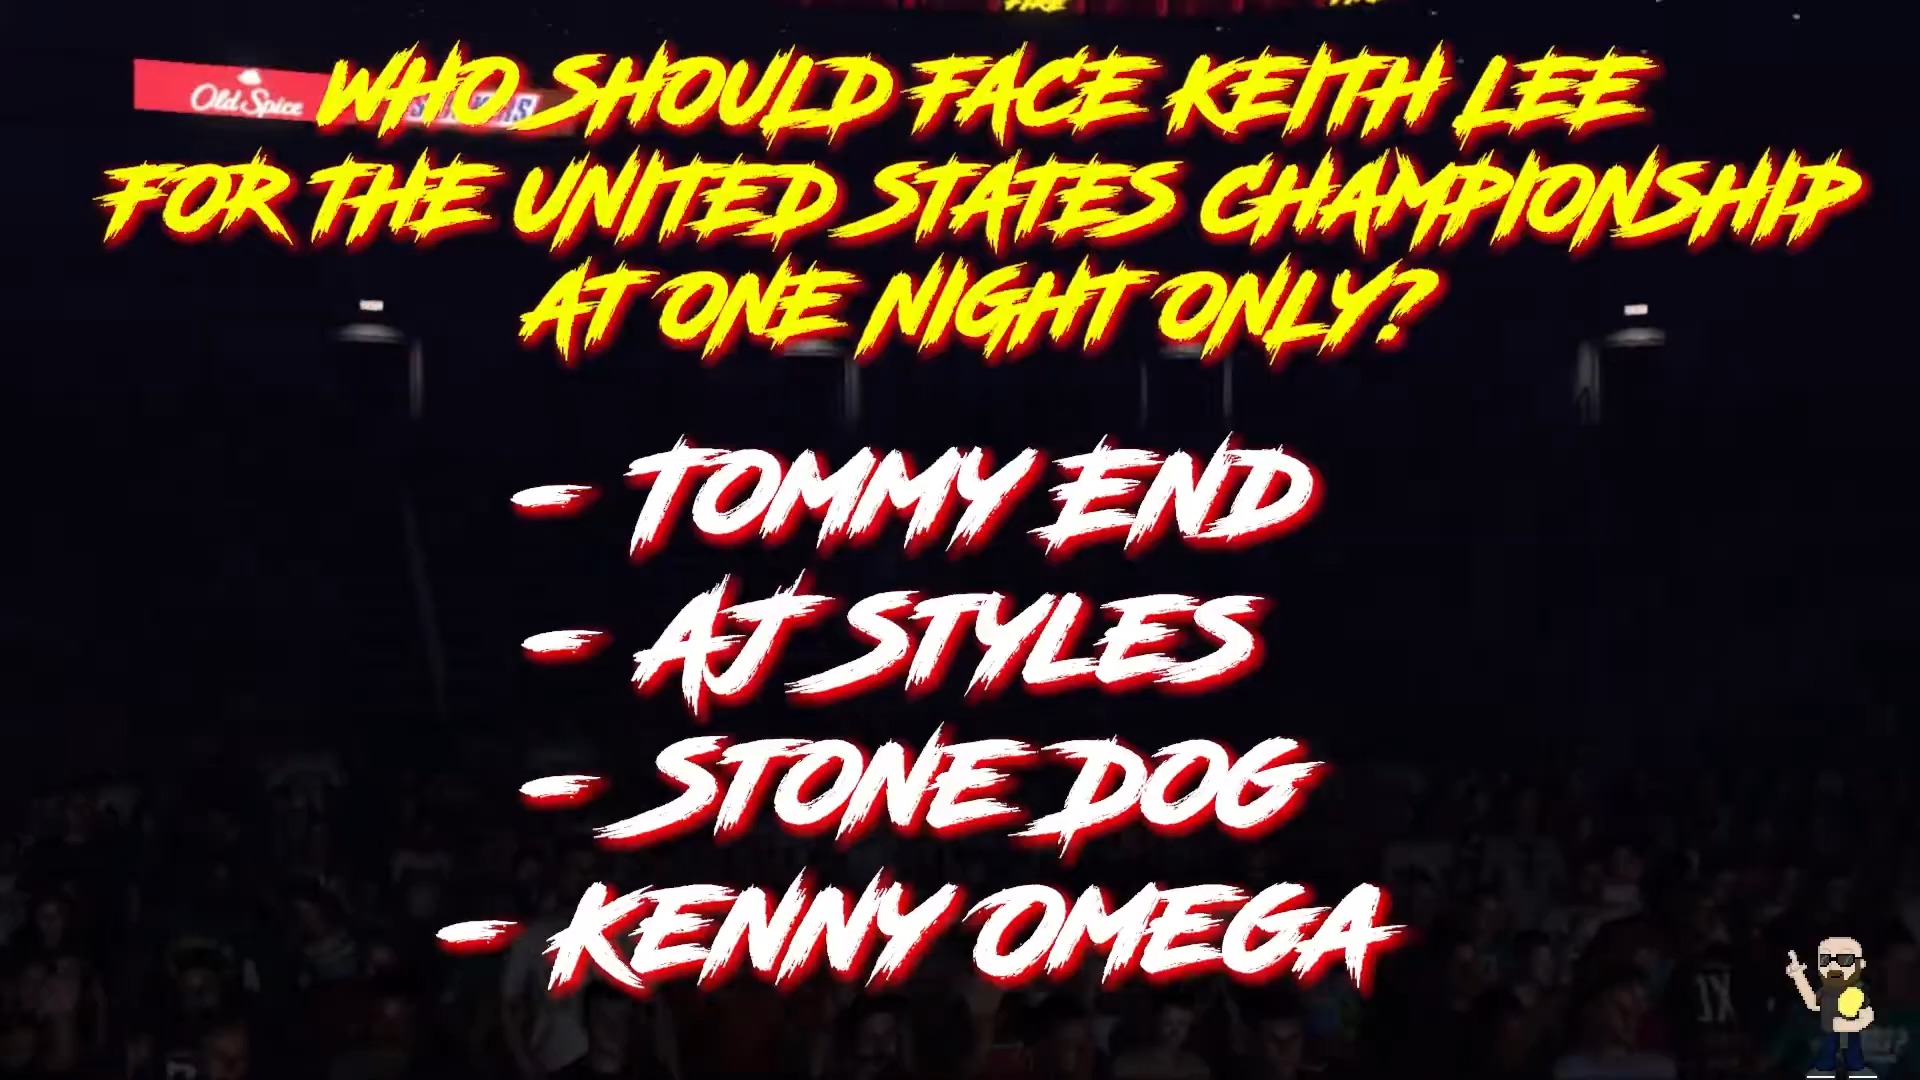 Old Spice
WHO SHOULD FACE KEITH LEE
FOR THE UNITED STATES CHAMPIONSHIP
AT ONE NIGHT ONLY?
- TOMMY END
- AJ STYLES
- STONE DOG
- KENNY OMEGA